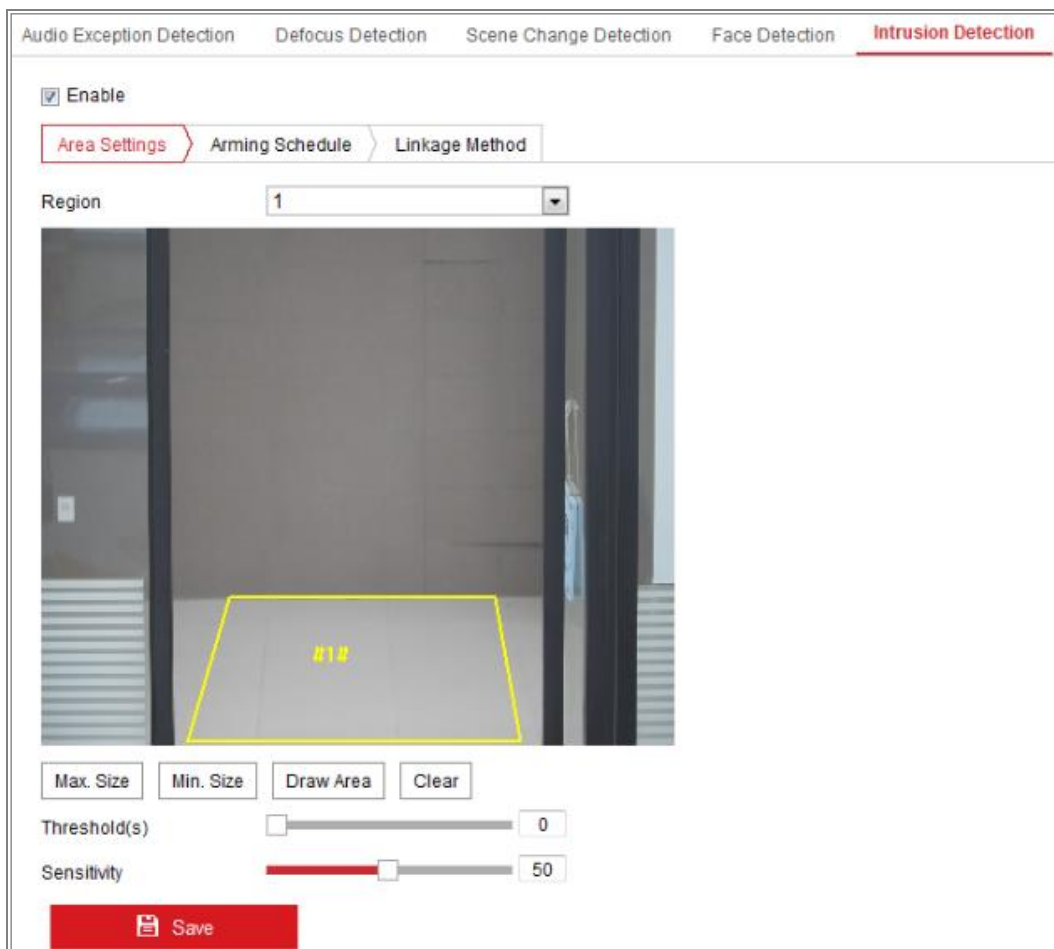 Audio Exception Detection Defocus Detection Scene Change Detection Face Detection Intrusion Detection
Enable
Area Settings Arming Schedule Linkage Method
Region 1
#1#
Max. Size Min. Size Draw Area Clear
Threshold(s) 0
Sensitivity 50
Save